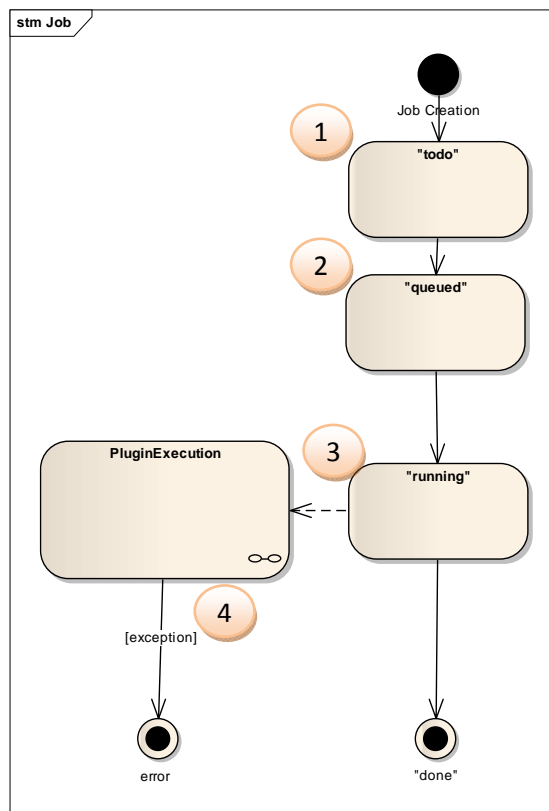 stm Job
Job Creation
1
"todo"
2
"queued"
3
PluginExecution
"running"
4
[exception]
error
"done"